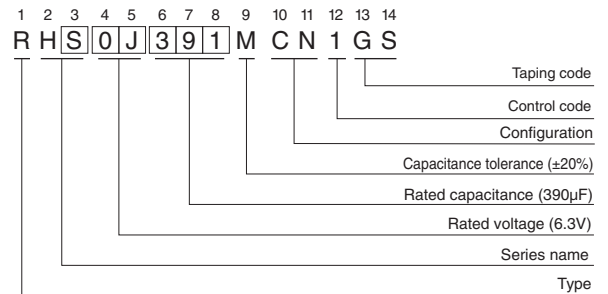 1 2 3 4 5 6 7 8 9 10 11 12 13 14
R H S 0 J 3 9 1 M C N 1 G S
Taping code
Control code
Configuration
Capacitance tolerance (±20%)
Rated capacitance (390µF)
Rated voltage (6.3V)
Series name
Type